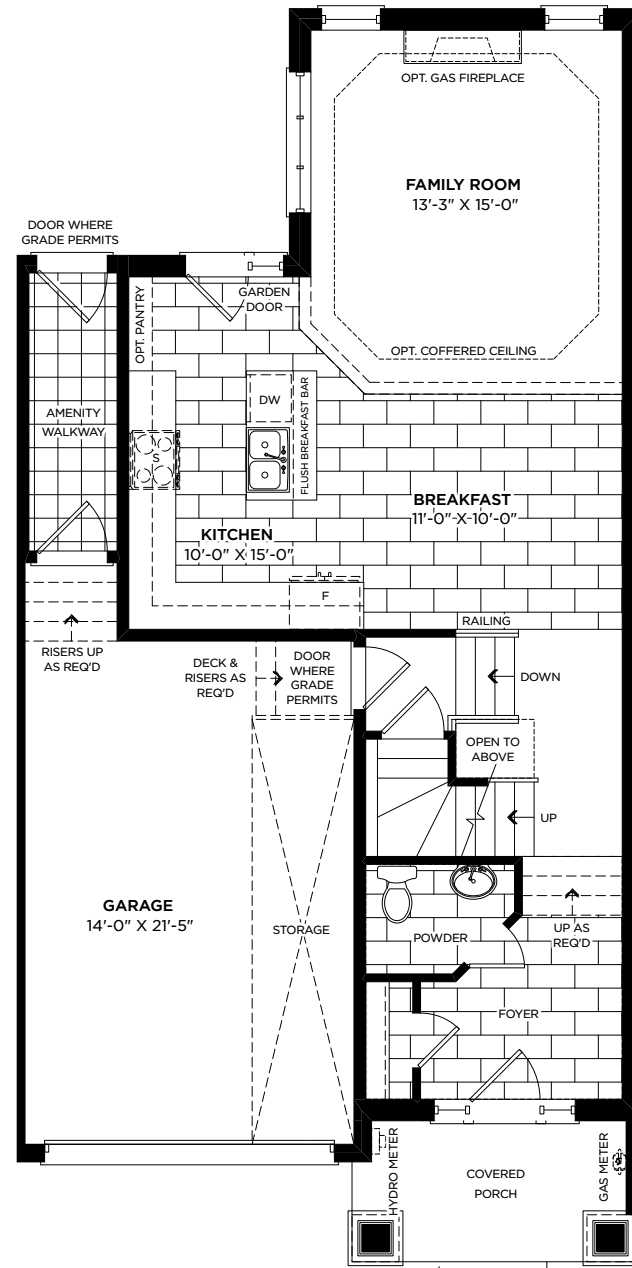 OPT. GAS FIREPLACE
FAMILY ROOM
13'-3" X 15'-0"
DOOR WHERE
GRADE PERMITS
GARDEN
DOOR
OPT. PANTRY
OPT. COFFERED CEILING
DW
FLUSH BREAKFAST BAR
AMENITY
WALKWAY
S
BREAKFAST
11'-0" X 10'-0"
KITCHEN
10'-0" X 15'-0"
F
RAILING
RISERS UP
AS REQ'D
DECK &
RISERS AS
REQ'D
DOOR
WHERE
GRADE
PERMITS
DOWN
OPEN TO
ABOVE
UP
GARAGE
14'-0" X 21'-5"
STORAGE
POWDER
UP AS
REQ'D
FOYER
HYDRO METER
COVERED
PORCH
GAS METER